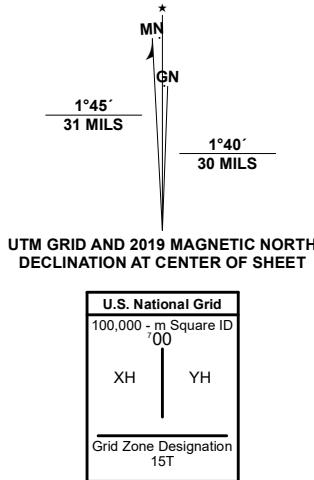 ★
MN
GN
1°45´
31 MILS
1°40´
30 MILS
UTM GRID AND 2019 MAGNETIC NORTH
DECLINATION AT CENTER OF SHEET
U.S. National Grid
100,000 - m Square ID
⁷00
XH YH
Grid Zone Designation
15T